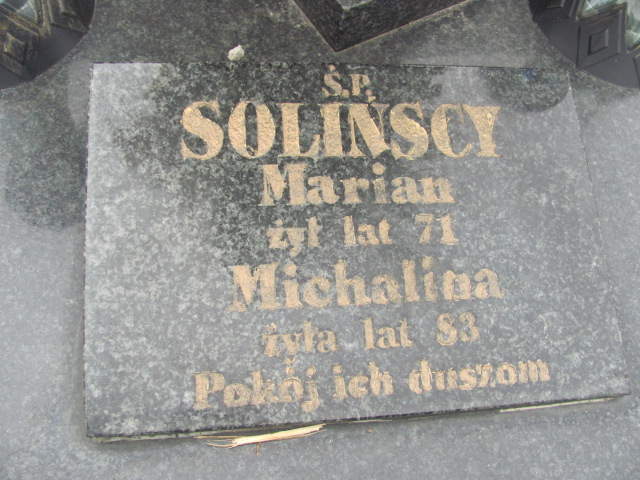 Ś.P.
SOLIŃSCY
Marian
żył lat 71
Michalina
żyła lat 83
Pokój ich duszom